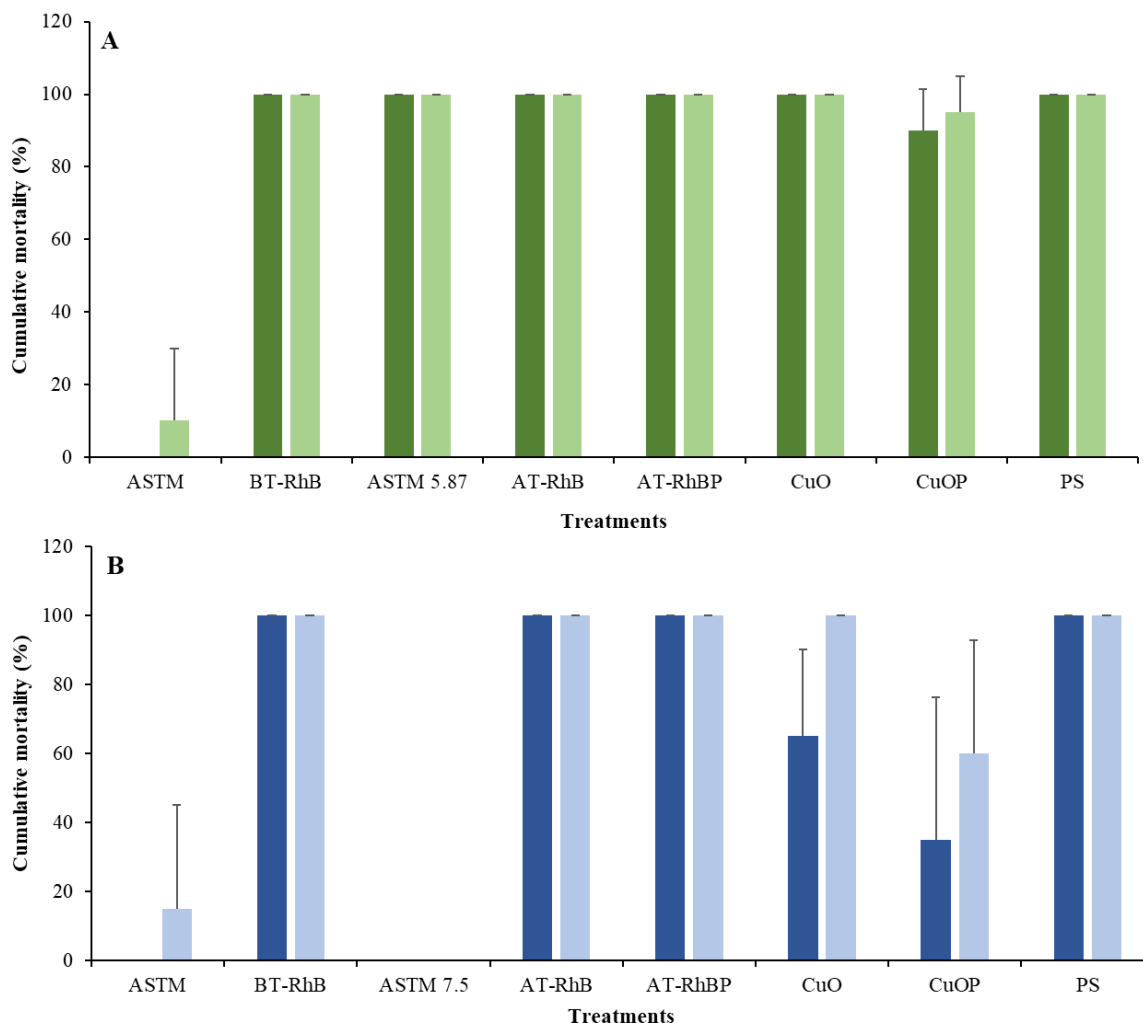 A
120
100
80
60
40
20
0
Cumulative mortality (%)
ASTM BT-RhB ASTM 5.87 AT-RhB AT-RhBP CuO CuOP PS
Treatments
B
120
100
80
60
40
20
0
Cumulative mortality (%)
ASTM BT-RhB ASTM 7.5 AT-RhB AT-RhBP CuO CuOP PS
Treatments